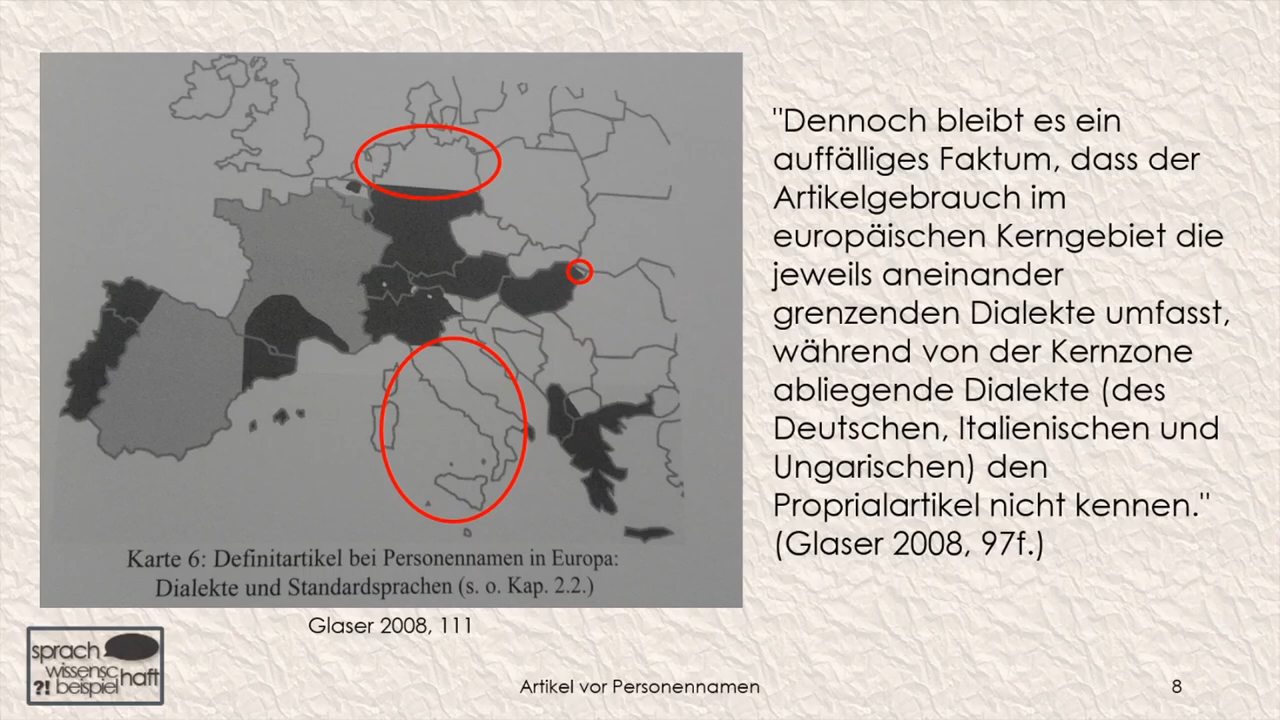 "Dennoch bleibt es ein
auffälliges Faktum, dass der
Artikelgebrauch im
europäischen Kerngebiet die
jeweils aneinander
grenzenden Dialekte umfasst,
während von der Kernzone
abliegende Dialekte (des
Deutschen, Italienischen und
Ungarischen) den
Proprialartikel nicht kennen."
(Glaser 2008, 97f.)
Karte 6: Definitartikel bei Personennamen in Europa:
Dialekte und Standardsprachen (s. o. Kap. 2.2.)
Glaser 2008, 111
sprach
wissensc
haft
?! beispiel
Artikel vor Personennamen
8